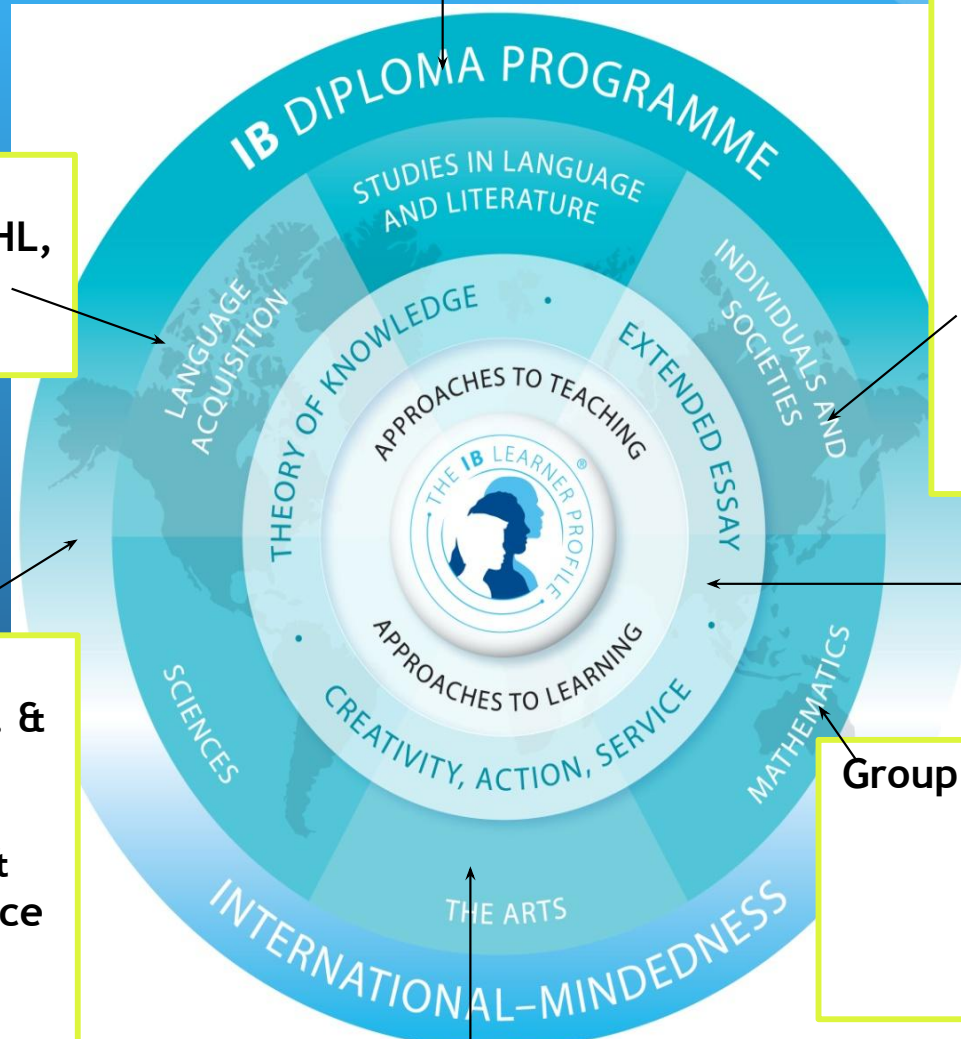 IB DIPLOMA PROGRAMME
STUDIES IN LANGUAGE
AND LITERATURE
HL,
LANGUAGE
ACQUISITION
INDIVIDUALS AND
SOCIETIES
THEORY OF KNOWLEDGE
EXTENDED ESSAY
APPROACHES TO TEACHING
THE IB LEARNER PROFILE®
APPROACHES TO LEARNING
CREATIVITY, ACTION, SERVICE
SCIENCES
&
MATHEMATICS
Group
THE ARTS
INTERNATIONAL–MINDEDNESS